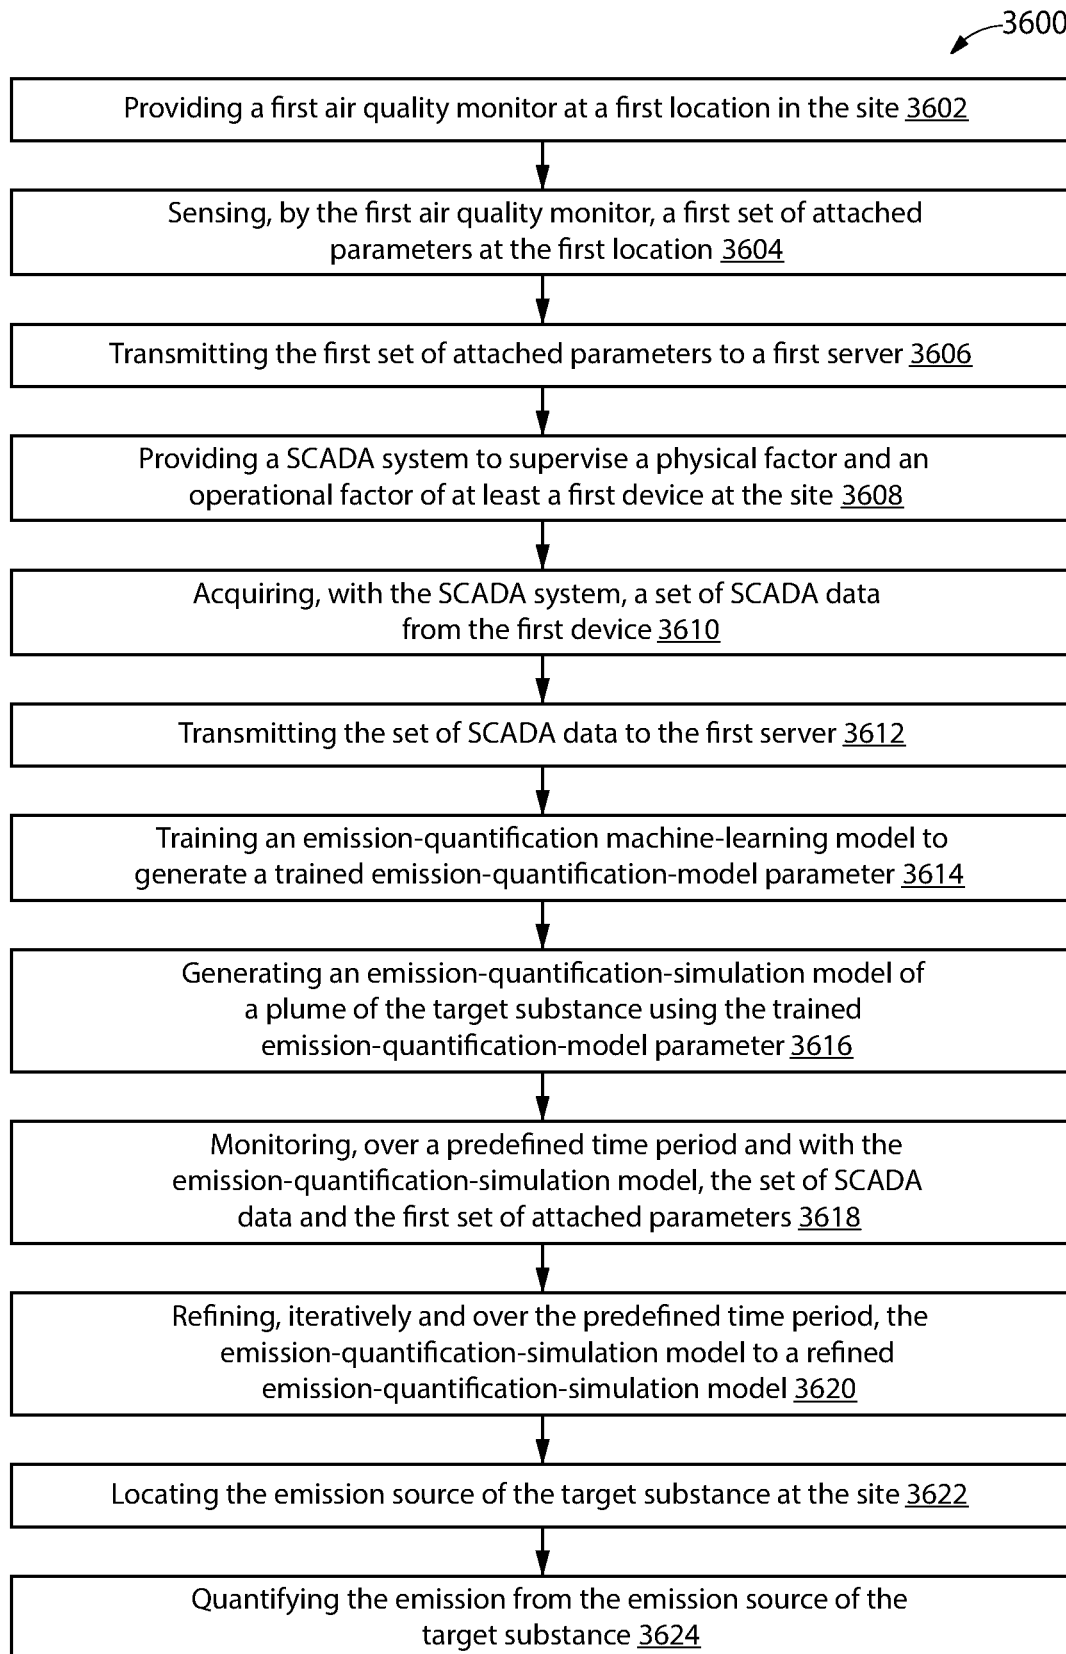 3600
Providing a first air quality monitor at a first location in the site 3602
Sensing, by the first air quality monitor, a first set of attached
parameters at the first location 3604
Transmitting the first set of attached parameters to a first server 3606
Providing a SCADA system to supervise a physical factor and an
operational factor of at least a first device at the site 3608
Acquiring, with the SCADA system, a set of SCADA data
from the first device 3610
Transmitting the set of SCADA data to the first server 3612
Training an emission-quantification machine-learning model to
generate a trained emission-quantification-model parameter 3614
Generating an emission-quantification-simulation model of
a plume of the target substance using the trained
emission-quantification-model parameter 3616
Monitoring, over a predefined time period and with the
emission-quantification-simulation model, the set of SCADA
data and the first set of attached parameters 3618
Refining, iteratively and over the predefined time period, the
emission-quantification-simulation model to a refined
emission-quantification-simulation model 3620
Locating the emission source of the target substance at the site 3622
Quantifying the emission from the emission source of the
target substance 3624